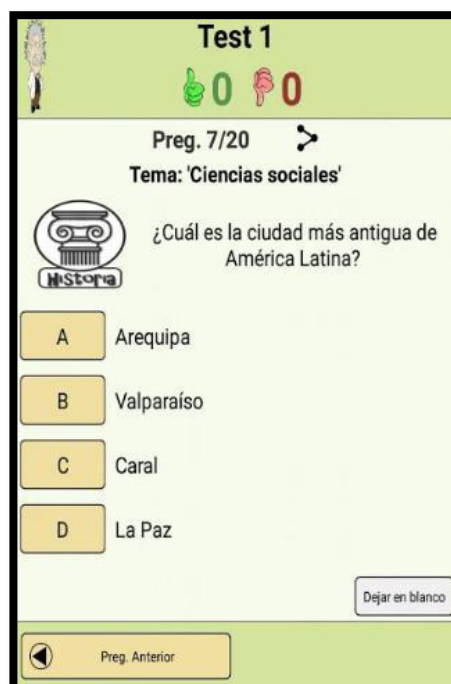 Test 1
0 0
Preg. 7/20
Tema: 'Ciencias sociales'
¿Cuál es la ciudad más antigua de
América Latina?
Historia
A Arequipa
B Valparaíso
C Caral
D La Paz
Dejar en blanco
Preg. Anterior